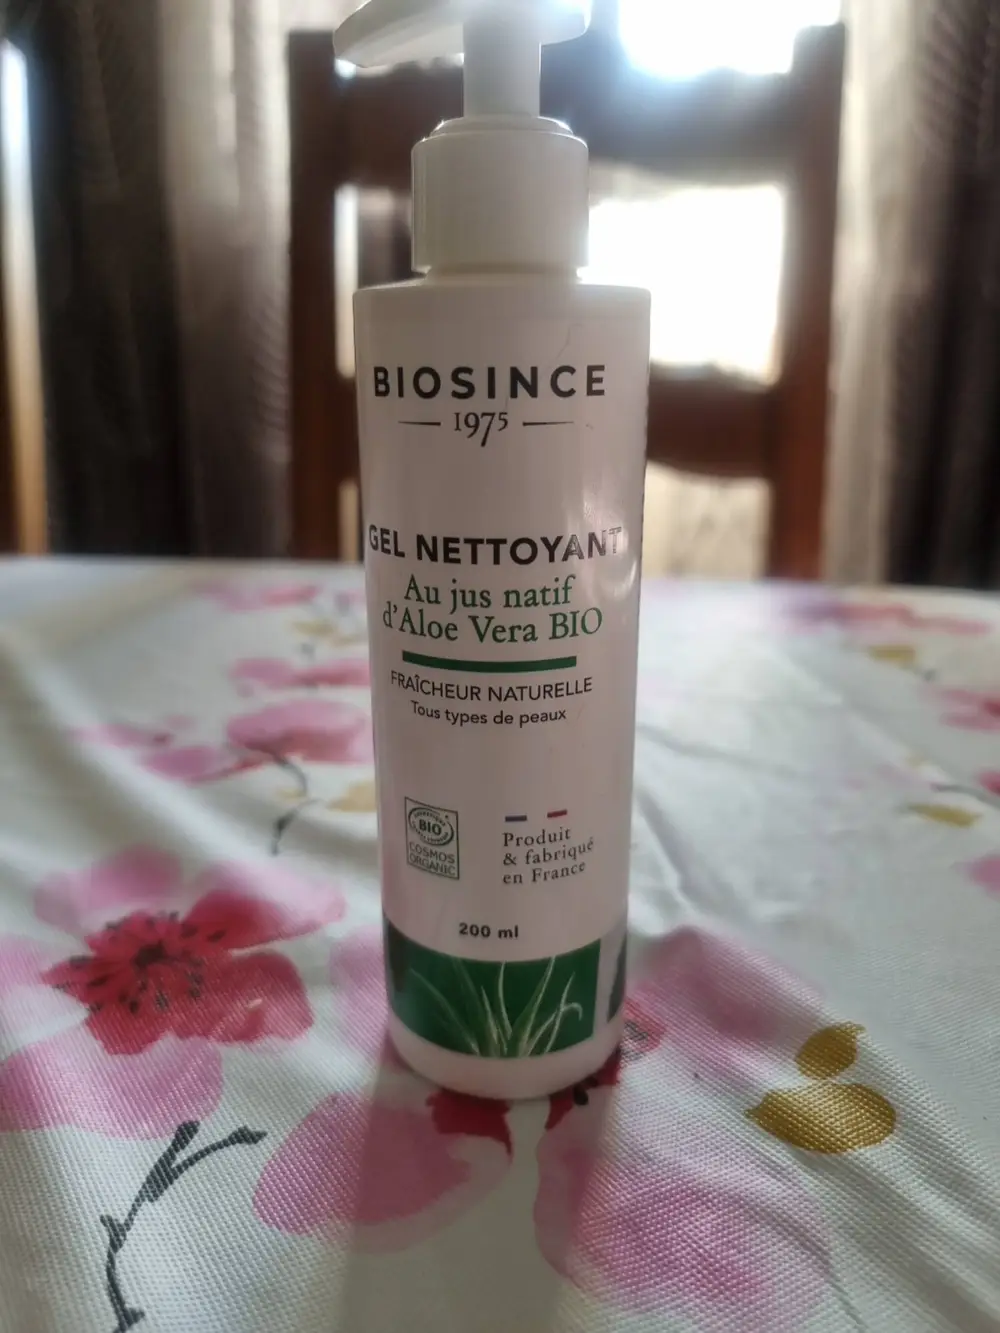 BIOSINCE
1975
GEL NETTOYANT
Au jus natif
d'Aloe Vera BIO
FRAÎCHEUR NATURELLE
Tous types de peaux
BIO
COSMOS
ORGANIC
Produit
& fabriqué
en France
200 ml